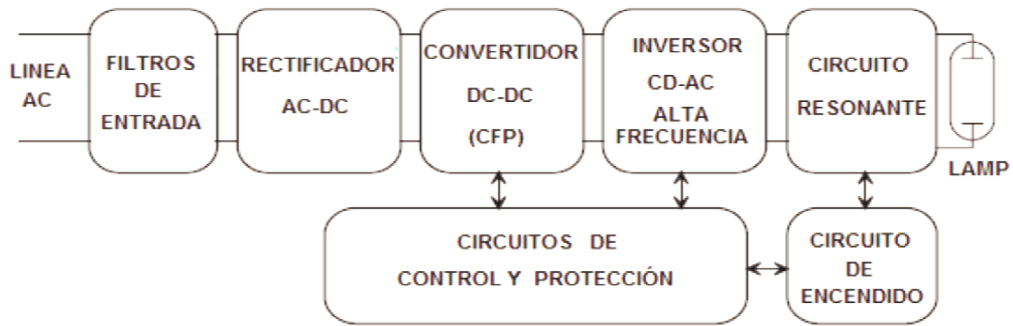 LINEA
AC
FILTROS
DE
ENTRADA
RECTIFICADOR
AC-DC
CONVERTIDOR
DC-DC
(CFP)
INVERSOR
CD-AC
ALTA
FRECUENCIA
CIRCUITO
RESONANTE
LAMP
CIRCUITOS DE
CONTROL Y PROTECCIÓN
CIRCUITO
DE
ENCENDIDO